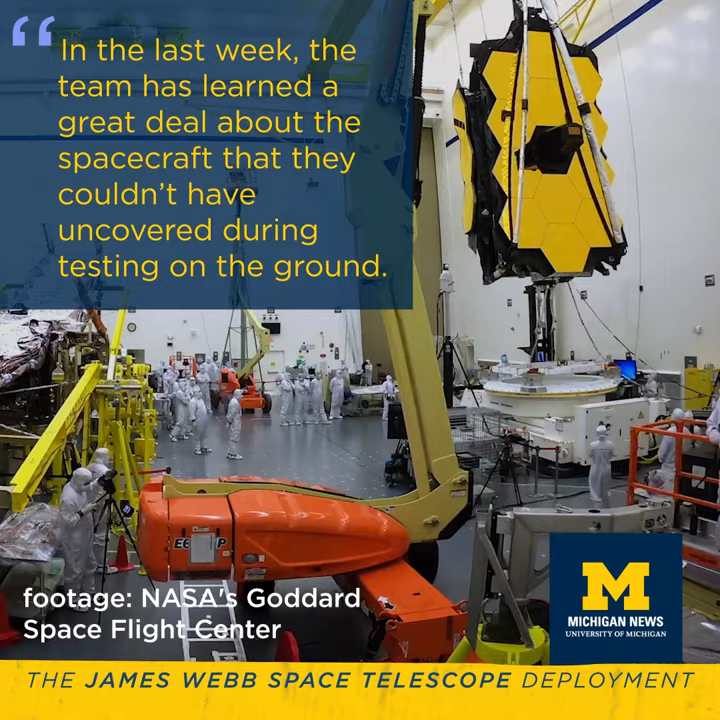 “
In the last week, the
team has learned a
great deal about the
spacecraft that they
couldn’t have
uncovered during
testing on the ground.
footage: NASA's Goddard
Space Flight Center
M
MICHIGAN NEWS
UNIVERSITY OF MICHIGAN
THE JAMES WEBB SPACE TELESCOPE DEPLOYMENT